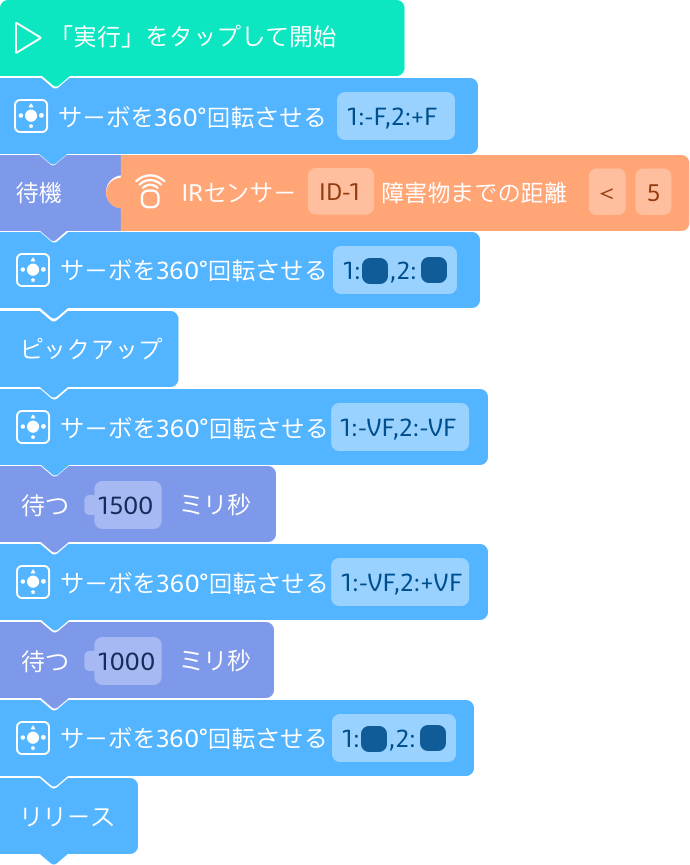 「実行」をタップして開始
サーボを360°回転させる 1:-F,2:+F
待機 IRセンサー ID-1 障害物までの距離 < 5
サーボを360°回転させる 1: ,2:
ピックアップ
サーボを360°回転させる 1:-VF,2:-VF
待つ 1500 ミリ秒
サーボを360°回転させる 1:-VF,2:+VF
待つ 1000 ミリ秒
サーボを360°回転させる 1: ,2:
リリース